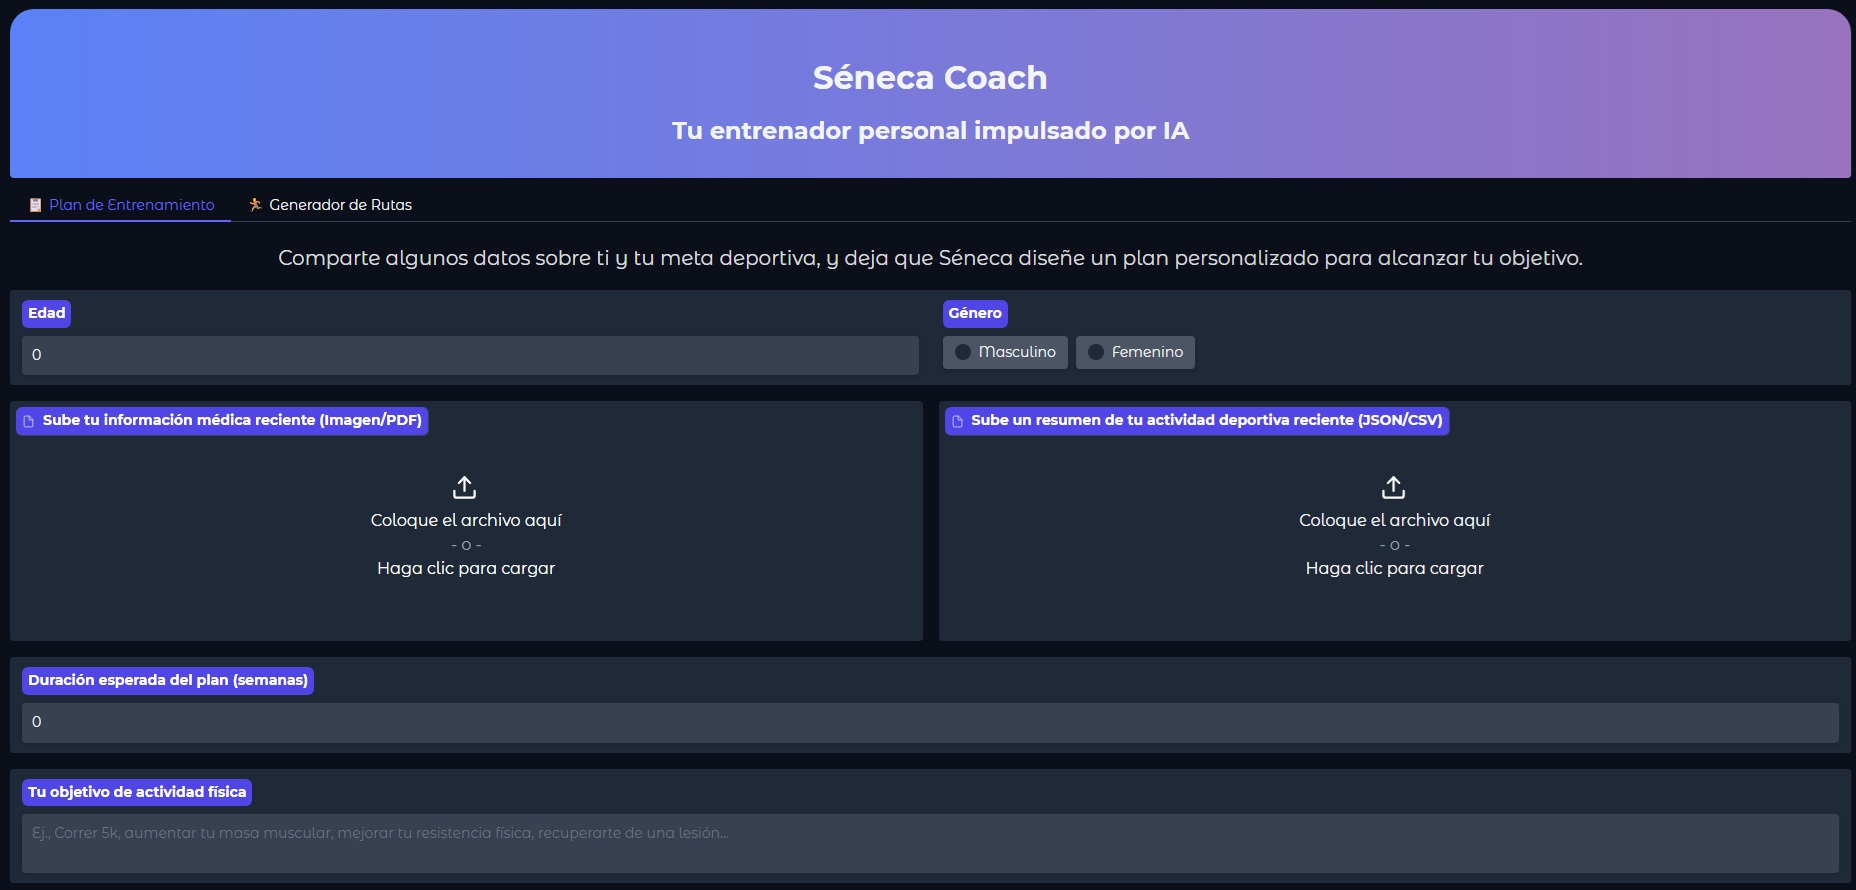 Séneca Coach
Tu entrenador personal impulsado por IA
Plan de Entrenamiento
Generador de Rutas
Comparte algunos datos sobre ti y tu meta deportiva, y deja que Séneca diseñe un plan personalizado para alcanzar tu objetivo.
Edad
0
Género
Masculino
Femenino
Sube tu información médica reciente (Imagen/PDF)
Coloque el archivo aquí
- o -
Haga clic para cargar
Sube un resumen de tu actividad deportiva reciente (JSON/CSV)
Coloque el archivo aquí
- o -
Haga clic para cargar
Duración esperada del plan (semanas)
0
Tu objetivo de actividad física
Ej., Correr 5k, aumentar tu masa muscular, mejorar tu resistencia física, recuperarte de una lesión...